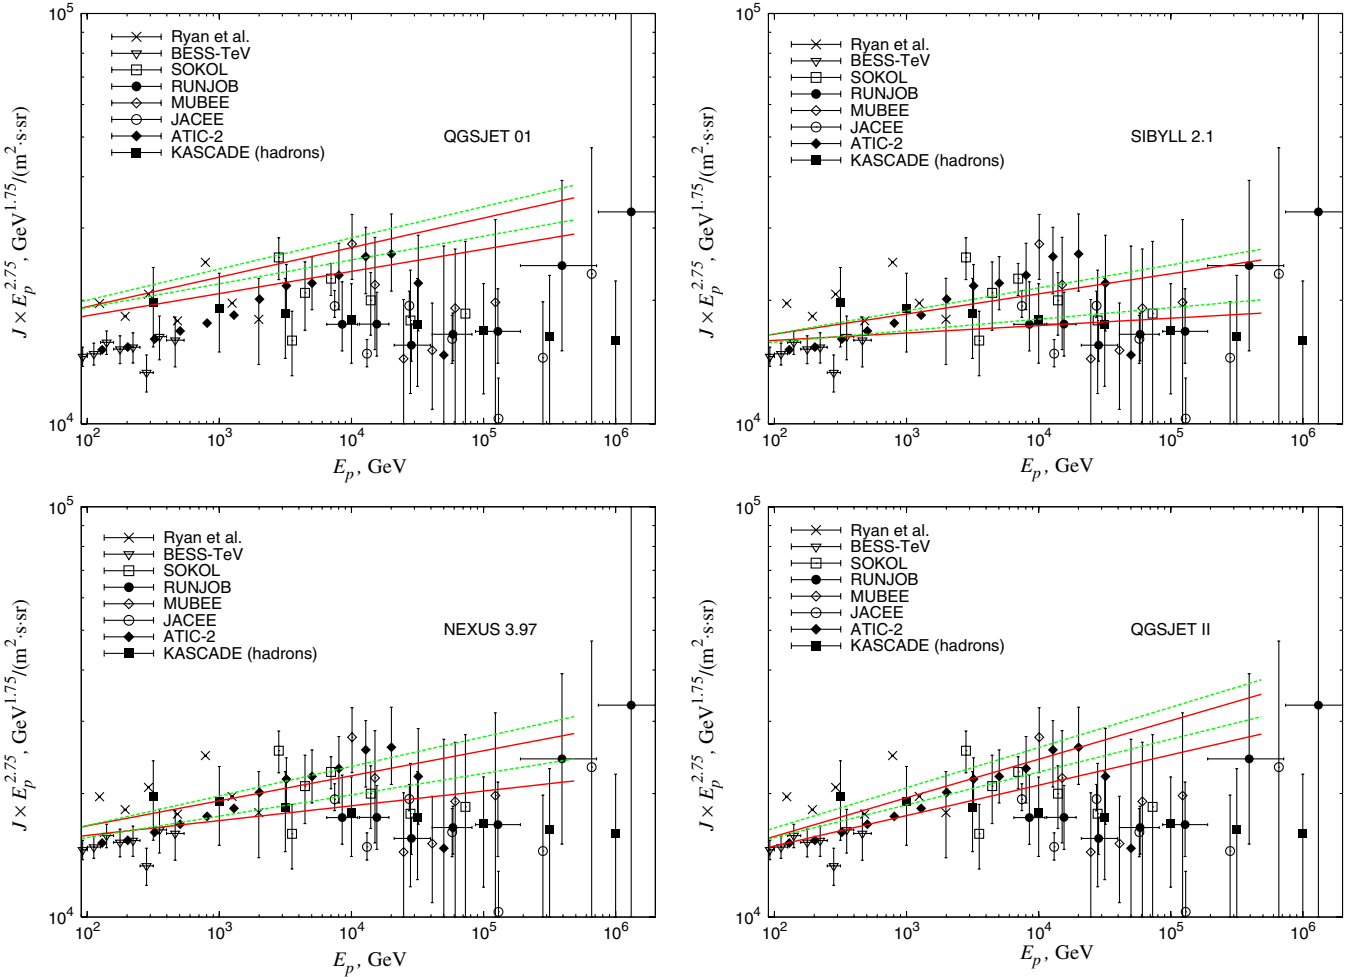 10^5
Ryan et al.
BESS-TeV
SOKOL
RUNJOB
MUBEE
JACEE
ATIC-2
KASCADE (hadrons)
QGSJET 01
J × E_p^2.75, GeV^1.75/(m^2·s·sr)
10^4
10^2 10^3 10^4 10^5 10^6
E_p, GeV
10^5
Ryan et al.
BESS-TeV
SOKOL
RUNJOB
MUBEE
JACEE
ATIC-2
KASCADE (hadrons)
SIBYLL 2.1
J × E_p^2.75, GeV^1.75/(m^2·s·sr)
10^4
10^2 10^3 10^4 10^5 10^6
E_p, GeV
10^5
Ryan et al.
BESS-TeV
SOKOL
RUNJOB
MUBEE
JACEE
ATIC-2
KASCADE (hadrons)
NEXUS 3.97
J × E_p^2.75, GeV^1.75/(m^2·s·sr)
10^4
10^2 10^3 10^4 10^5 10^6
E_p, GeV
10^5
Ryan et al.
BESS-TeV
SOKOL
RUNJOB
MUBEE
JACEE
ATIC-2
KASCADE (hadrons)
QGSJET II
J × E_p^2.75, GeV^1.75/(m^2·s·sr)
10^4
10^2 10^3 10^4 10^5 10^6
E_p, GeV